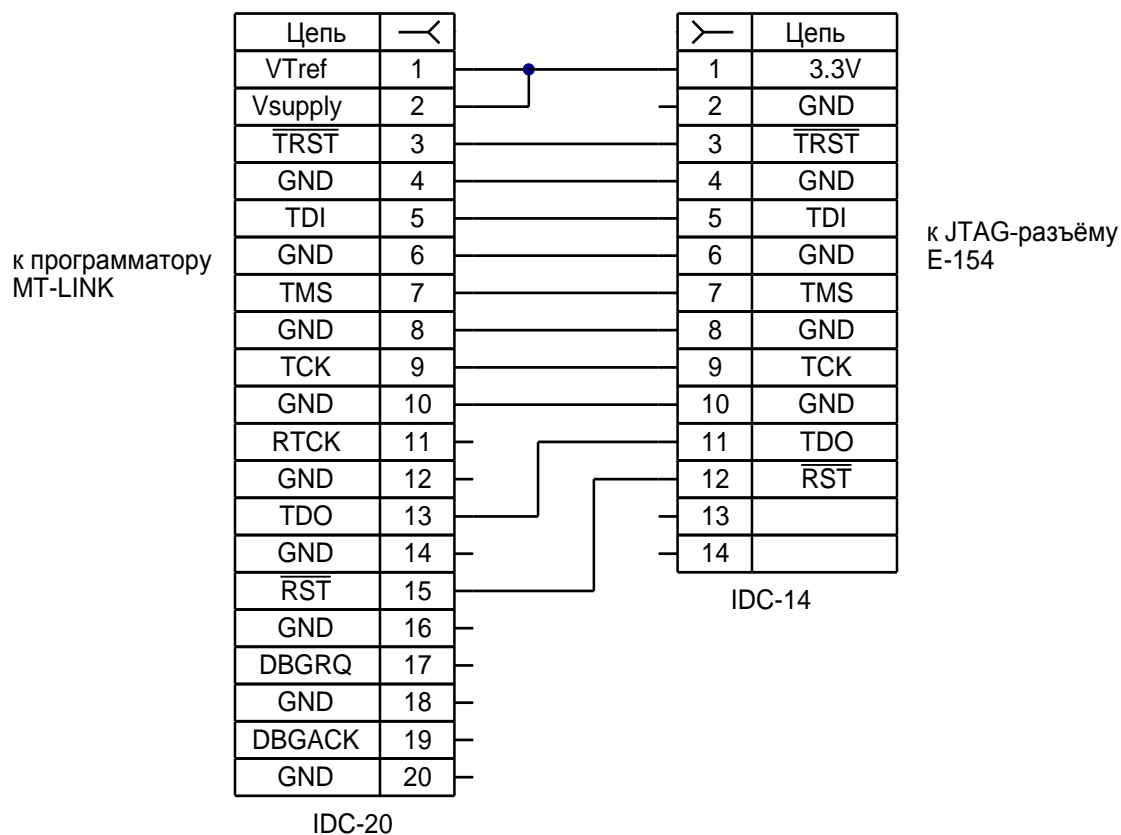 Цепь
VTref 1
Vsupply 2
TRST 3
GND 4
TDI 5
GND 6
TMS 7
GND 8
TCK 9
GND 10
RTCK 11
GND 12
TDO 13
GND 14
RST 15
GND 16
DBGRQ 17
GND 18
DBGACK 19
GND 20
IDC-20
к программатору
MT-LINK
Цепь
1 3.3V
2 GND
3 TRST
4 GND
5 TDI
6 GND
7 TMS
8 GND
9 TCK
10 GND
11 TDO
12 RST
13
14
IDC-14
к JTAG-разъёму
E-154